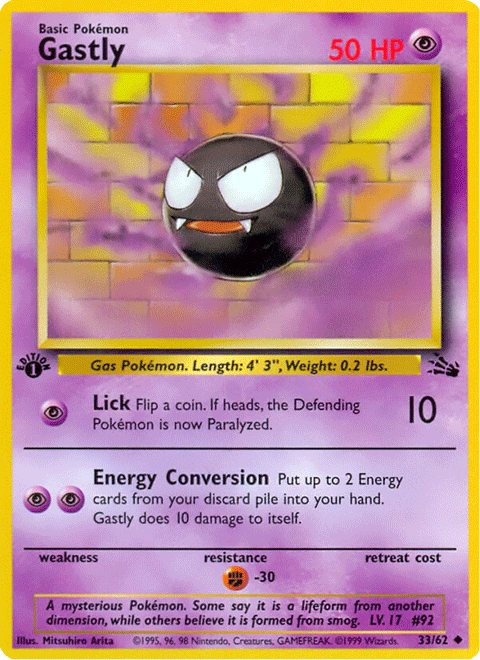 Basic Pokémon
Gastly
50 HP
EDITION
1
Gas Pokémon. Length: 4' 3", Weight: 0.2 lbs.
Lick Flip a coin. If heads, the Defending
Pokémon is now Paralyzed.
10
Energy Conversion Put up to 2 Energy
cards from your discard pile into your hand.
Gastly does 10 damage to itself.
weakness resistance retreat cost
-30
A mysterious Pokémon. Some say it is a lifeform from another
dimension, while others believe it is formed from smog. LV. 17 #92
Illus. Mitsuhiro Arita ©1995, 96, 98 Nintendo, Creatures, GAMEFREAK. ©1999 Wizards. 33/62